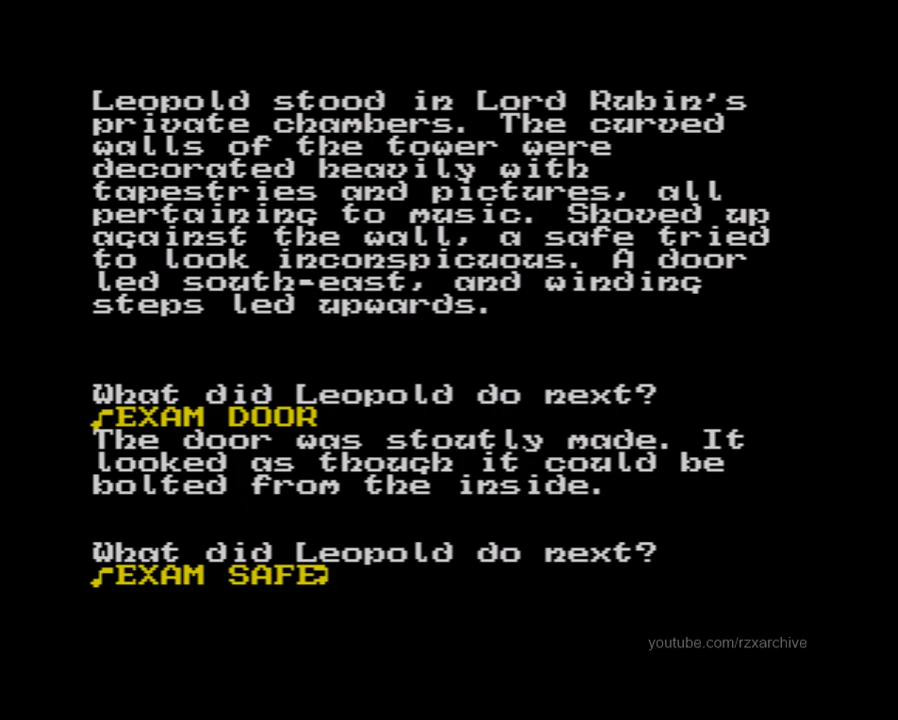 Leopold stood in Lord Rubin's
private chambers. The curved
walls of the tower were
decorated heavily with
tapestries and pictures, all
pertaining to music. Shoved up
against the wall, a safe tried
to look inconspicuous. A door
led south-east, and winding
steps led upwards.
What did Leopold do next?
♪EXAM DOOR
The door was stoutly made. It
looked as though it could be
bolted from the inside.
What did Leopold do next?
♪EXAM SAFE
youtube.com/rzxarchive